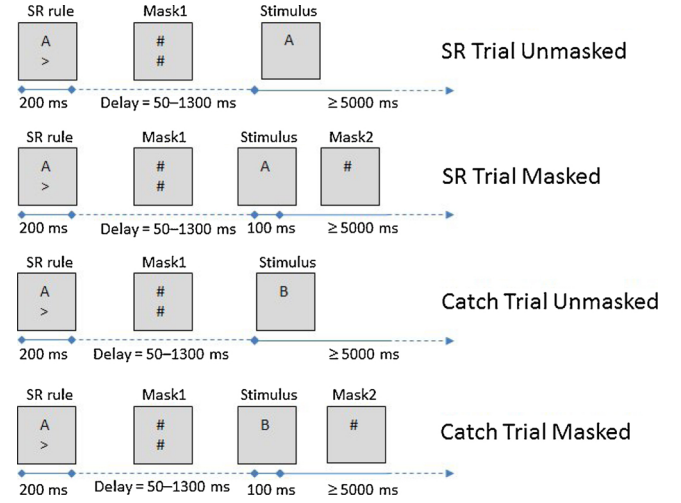 SR rule Mask1 Stimulus
A # A
> #
SR Trial Unmasked
200 ms Delay = 50–1300 ms ≥ 5000 ms
SR rule Mask1 Stimulus Mask2
A # A #
> #
SR Trial Masked
200 ms Delay = 50–1300 ms 100 ms ≥ 5000 ms
SR rule Mask1 Stimulus
A # B
> #
Catch Trial Unmasked
200 ms Delay = 50–1300 ms ≥ 5000 ms
SR rule Mask1 Stimulus Mask2
A # B #
> #
Catch Trial Masked
200 ms Delay = 50–1300 ms 100 ms ≥ 5000 ms